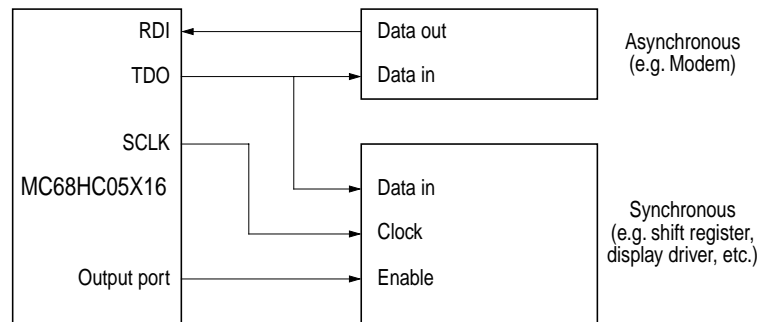 RDI
TDO
SCLK
MC68HC05X16
Output port
Data out
Data in
Asynchronous
(e.g. Modem)
Data in
Clock
Enable
Synchronous
(e.g. shift register,
display driver, etc.)